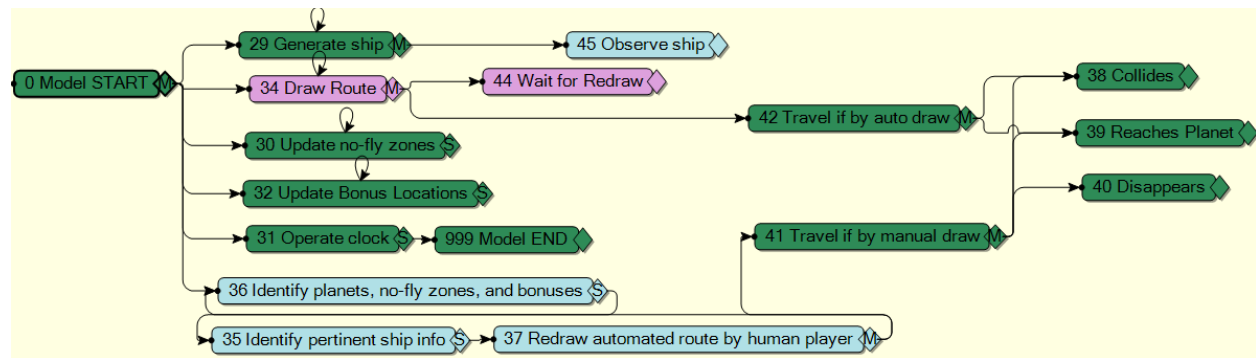 29 Generate ship M
45 Observe ship
0 Model START M
34 Draw Route M
44 Wait for Redraw
38 Collides
42 Travel if by auto draw M
39 Reaches Planet
30 Update no-fly zones S
32 Update Bonus Locations S
40 Disappears
31 Operate clock S
999 Model END
41 Travel if by manual draw M
36 Identify planets, no-fly zones, and bonuses S
35 Identify pertinent ship info S
37 Redraw automated route by human player M